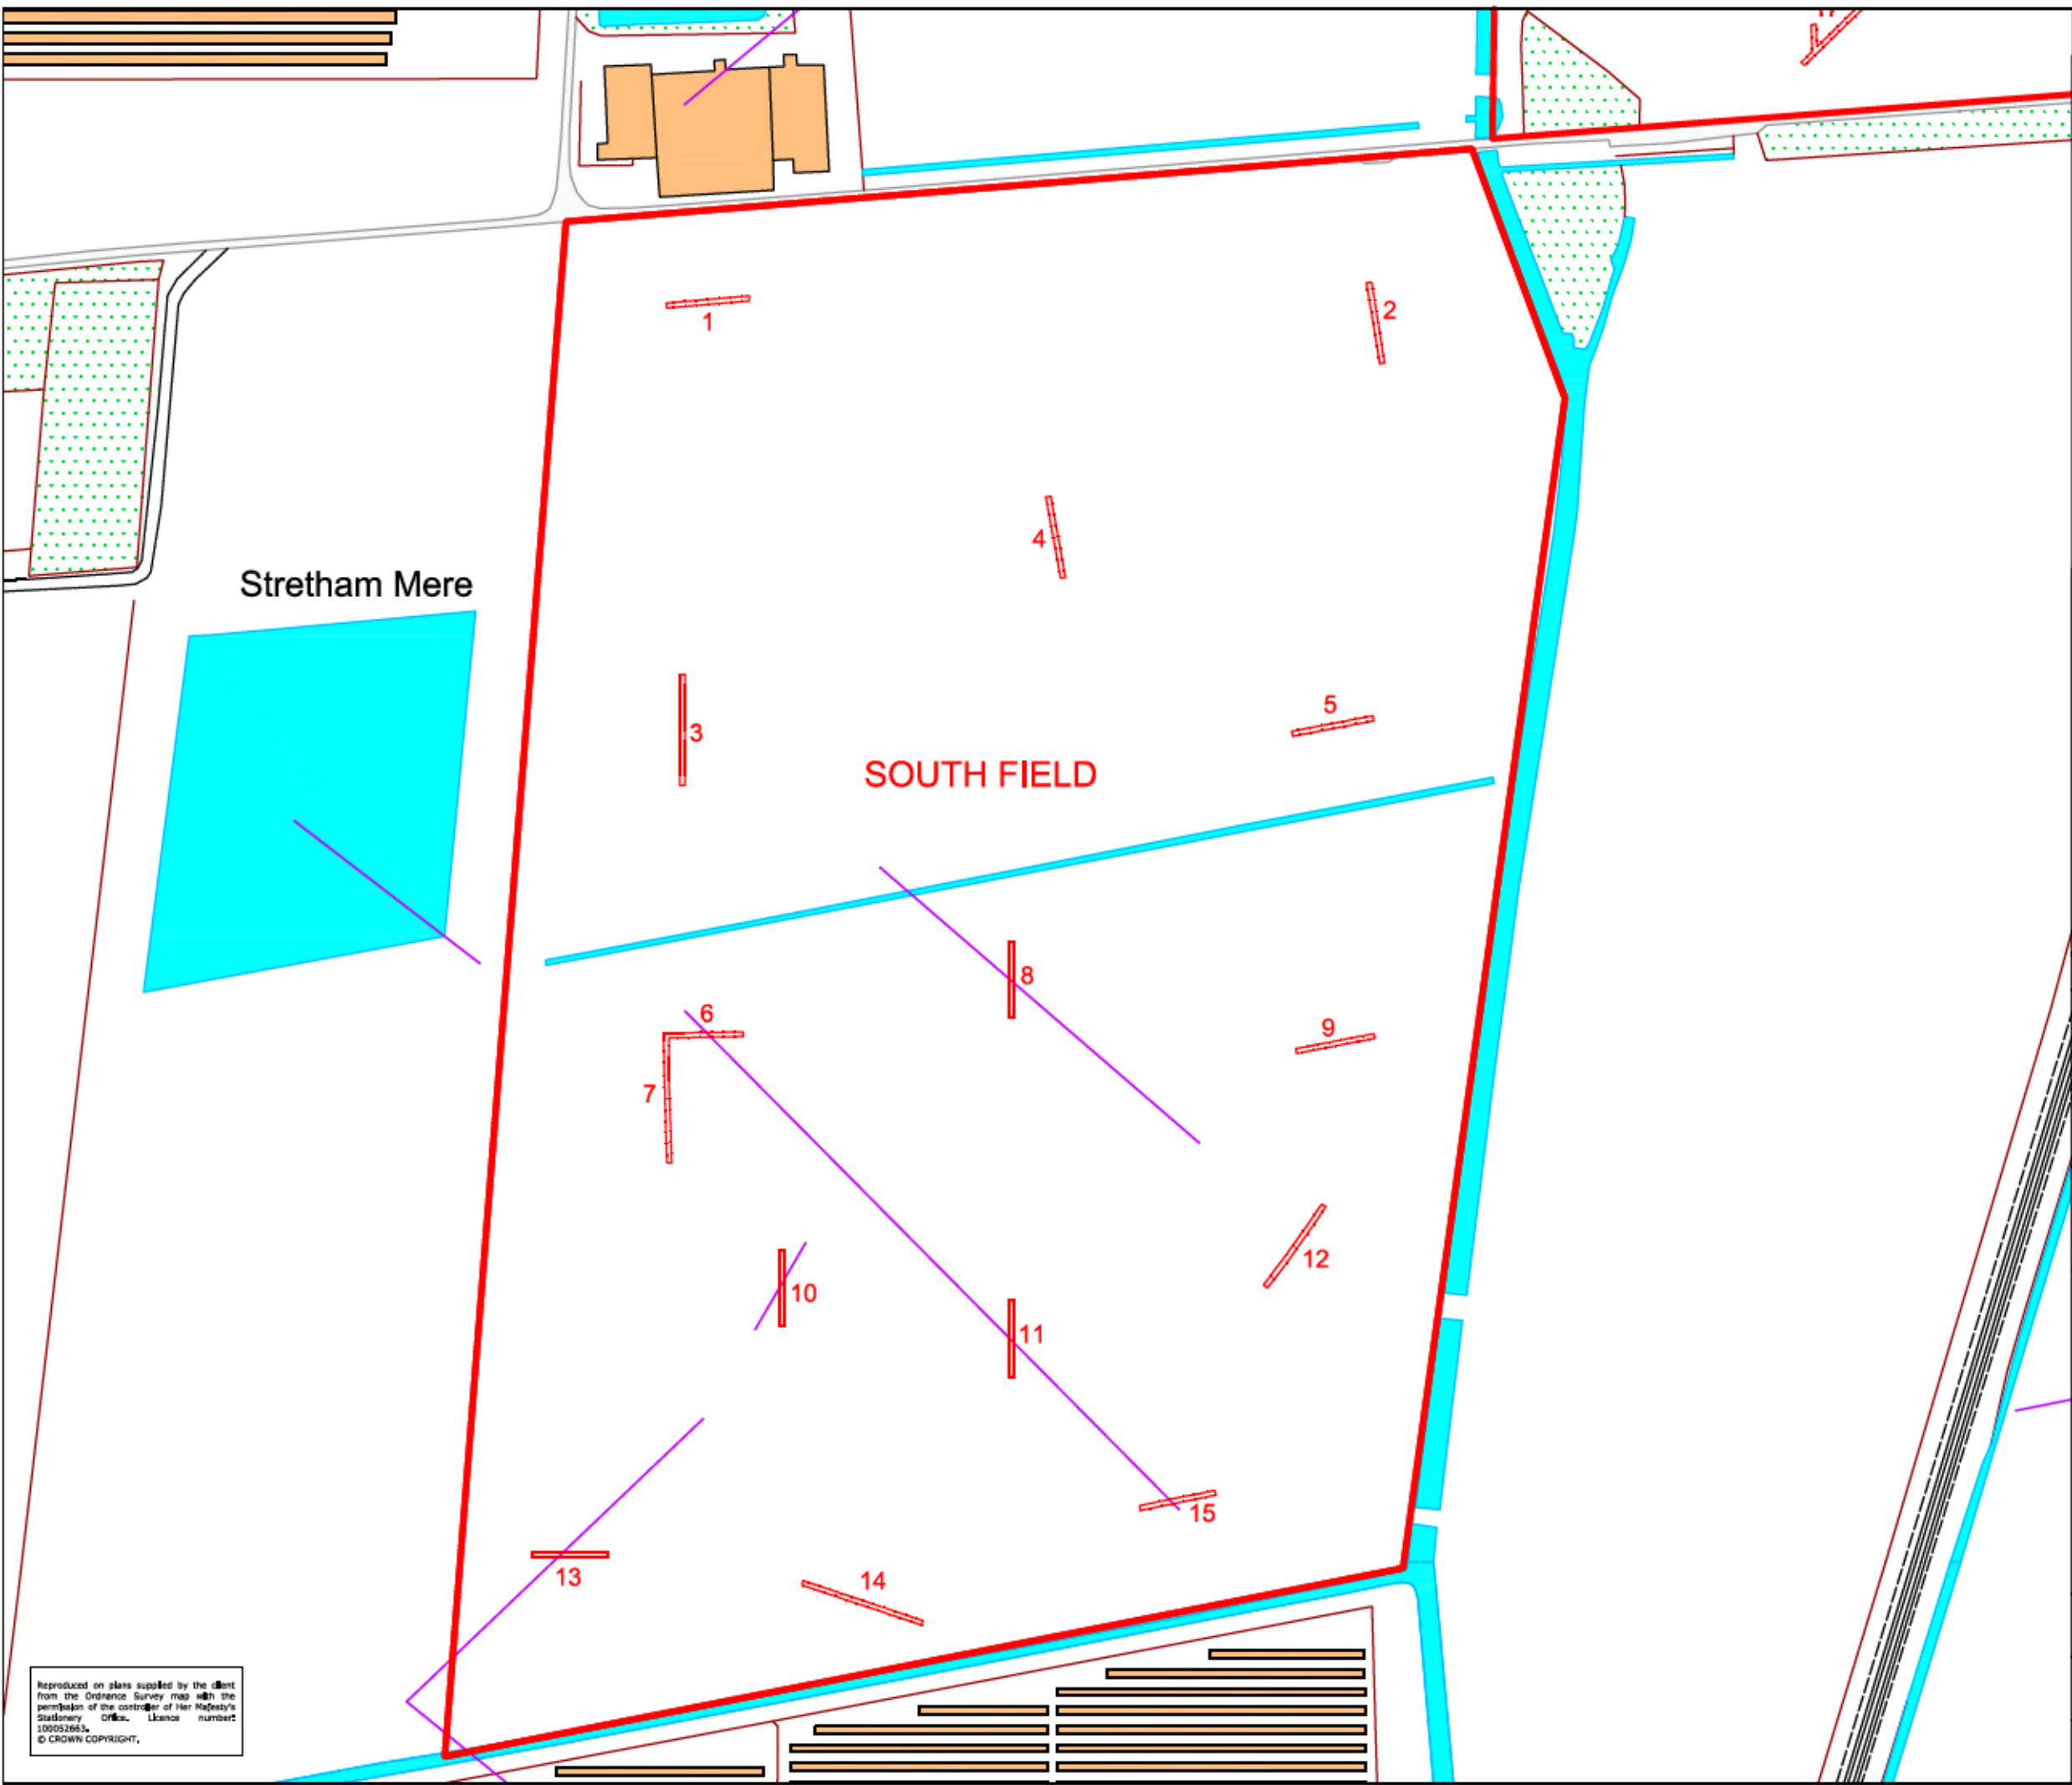 1
2
4
Stretham Mere
5
3
SOUTH FIELD
8
6
9
7
12
10
11
15
13
14
Reproduced on plans supplied by the client
from the Ordnance Survey map with the
permission of the controller of Her Majesty's
Stationery Office. Licence number:
100052663.
© CROWN COPYRIGHT.